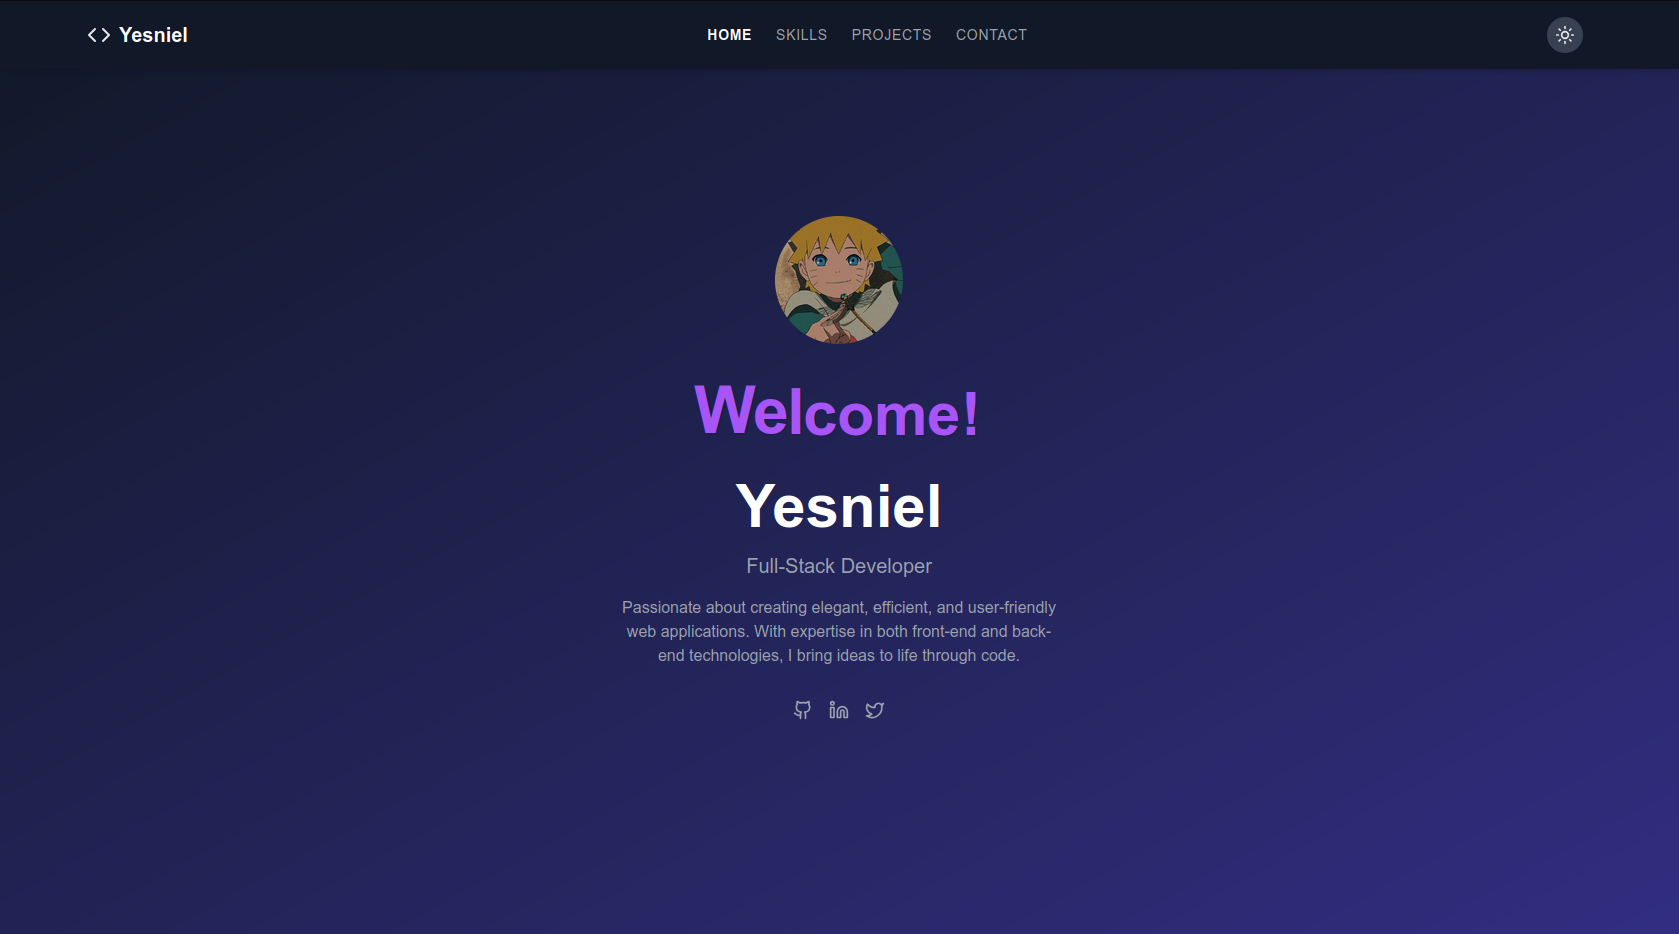 Yesniel
HOME SKILLS PROJECTS CONTACT
Welcome!
Yesniel
Full-Stack Developer
Passionate about creating elegant, efficient, and user-friendly
web applications. With expertise in both front-end and back-
end technologies, I bring ideas to life through code.